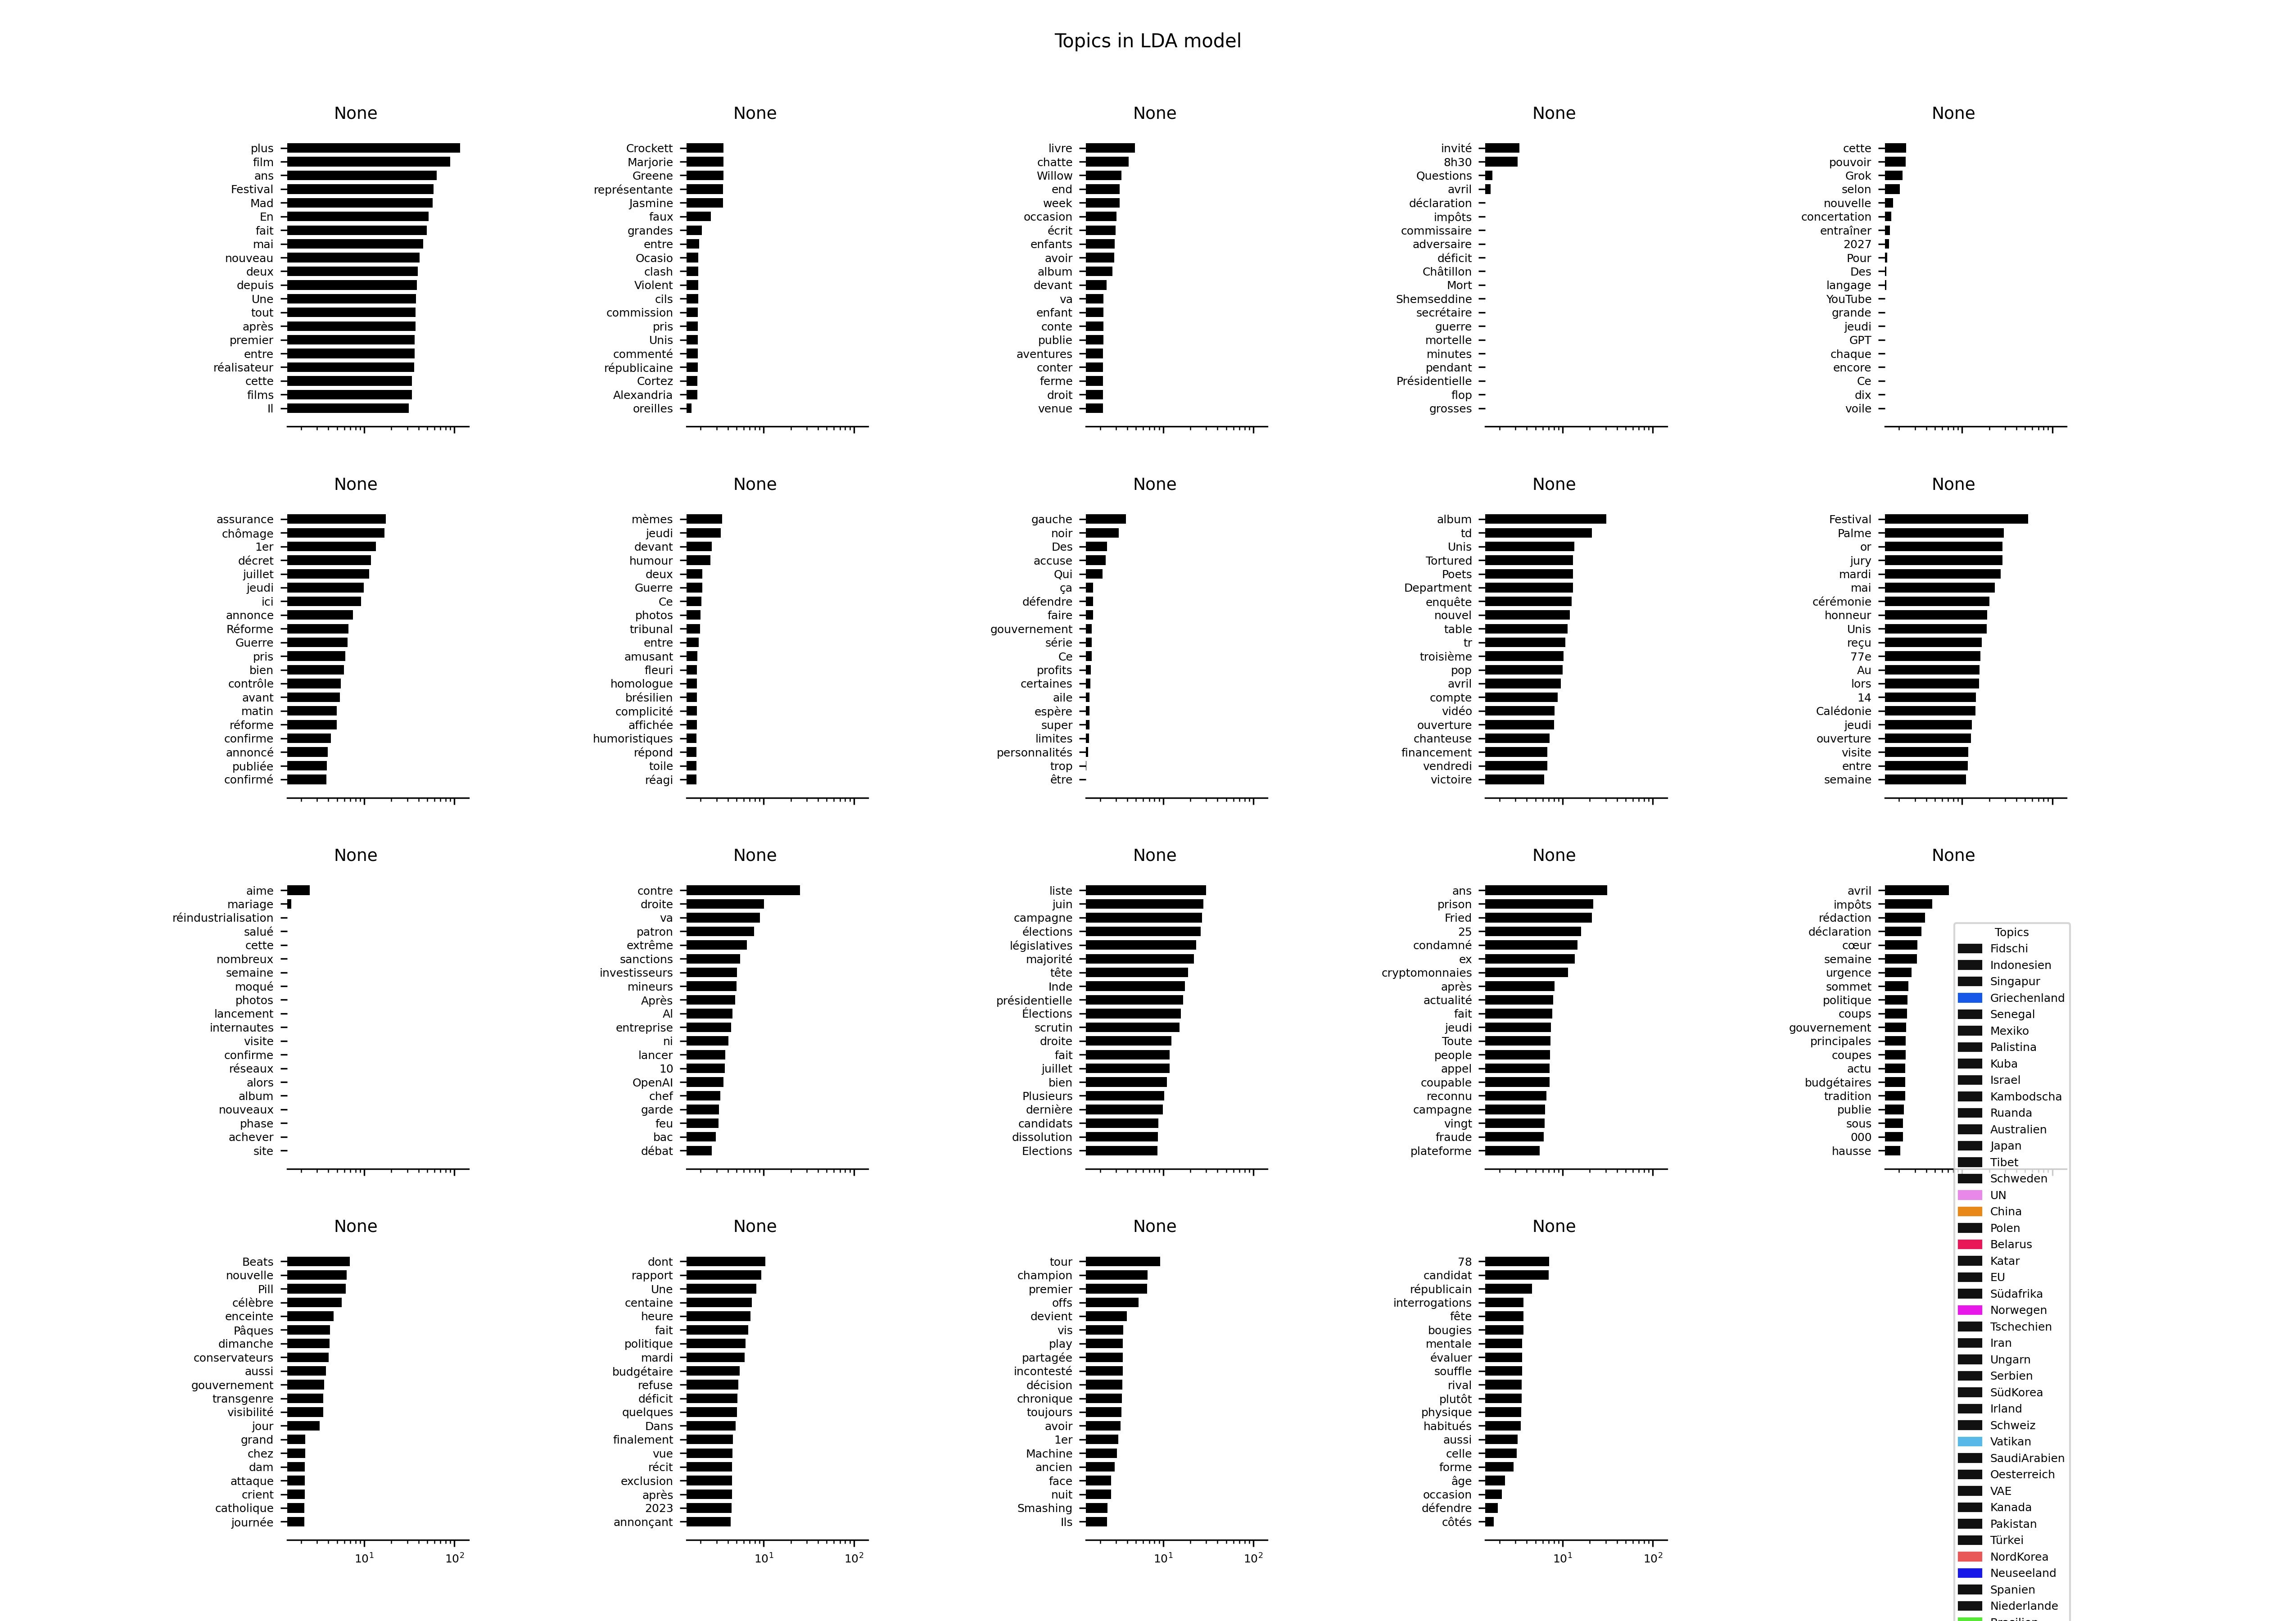 Topics in LDA model
None
plus
film
ans
Festival
Mad
En
fait
mai
nouveau
deux
depuis
Une
tout
après
premier
entre
réalisateur
cette
films
Il
None
Crockett
Marjorie
Greene
représentante
Jasmine
faux
grandes
entre
Ocasio
clash
Violent
cils
commission
pris
Unis
commenté
républicaine
Cortez
Alexandria
oreilles
None
livre
chatte
Willow
end
week
occasion
écrit
enfants
avoir
album
devant
va
enfant
conte
publie
aventures
conter
ferme
droit
venue
None
invité
8h30
Questions
avril
déclaration
impôts
commissaire
adversaire
déficit
Châtillon
Mort
Shemseddine
secrétaire
guerre
mortelle
minutes
pendant
Présidentielle
flop
grosses
None
cette
pouvoir
Grok
selon
nouvelle
concertation
entraîner
2027
Pour
Des
langage
YouTube
grande
jeudi
GPT
chaque
encore
Ce
dix
voile
None
assurance
chômage
1er
décret
juillet
jeudi
ici
annonce
Réforme
Guerre
pris
bien
contrôle
avant
matin
réforme
confirme
annoncé
publiée
confirmé
None
mèmes
jeudi
devant
humour
deux
Guerre
Ce
photos
tribunal
entre
amusant
fleuri
homologue
brésilien
complicité
affichée
humoristiques
répond
toile
réagi
None
gauche
noir
Des
accuse
Qui
ça
défendre
faire
gouvernement
série
Ce
profits
certaines
aile
espère
super
limites
personnalités
trop
être
None
album
td
Unis
Tortured
Poets
Department
enquête
nouvel
table
tr
troisième
pop
avril
compte
vidéo
ouverture
chanteuse
financement
vendredi
victoire
None
Festival
Palme
or
jury
mardi
mai
cérémonie
honneur
Unis
reçu
77e
Au
lors
14
Calédonie
jeudi
ouverture
visite
entre
semaine
None
aime
mariage
réindustrialisation
salué
cette
nombreux
semaine
moqué
photos
lancement
internautes
visite
confirme
réseaux
alors
album
nouveaux
phase
achever
site
None
contre
droite
va
patron
extrême
sanctions
investisseurs
mineurs
Après
AI
entreprise
ni
lancer
10
OpenAI
chef
garde
feu
bac
débat
None
liste
juin
campagne
élections
législatives
majorité
tête
Inde
présidentielle
Élections
scrutin
droite
fait
juillet
bien
Plusieurs
dernière
candidats
dissolution
Elections
None
ans
prison
Fried
25
condamné
ex
cryptomonnaies
après
actualité
fait
jeudi
Toute
people
appel
coupable
reconnu
campagne
vingt
fraude
plateforme
None
avril
impôts
rédaction
déclaration
cœur
semaine
urgence
sommet
politique
coups
gouvernement
principales
coupes
actu
budgétaires
tradition
publie
sous
000
hausse
None
Beats
nouvelle
Pill
célèbre
enceinte
Pâques
dimanche
conservateurs
aussi
gouvernement
transgenre
visibilité
jour
grand
chez
dam
attaque
crient
catholique
journée
10¹ 10²
None
dont
rapport
Une
centaine
heure
fait
politique
mardi
budgétaire
refuse
déficit
quelques
Dans
finalement
vue
récit
exclusion
après
2023
annonçant
10¹ 10²
None
tour
champion
premier
offs
devient
vis
play
partagée
incontesté
décision
chronique
toujours
avoir
1er
Machine
ancien
face
nuit
Smashing
Ils
10¹ 10²
None
78
candidat
républicain
interrogations
fête
bougies
mentale
évaluer
souffle
rival
plutôt
physique
habitués
aussi
celle
forme
âge
occasion
défendre
côtés
10¹ 10²
Topics
Fidschi
Indonesien
Singapur
Griechenland
Senegal
Mexiko
Palistina
Kuba
Israel
Kambodscha
Ruanda
Australien
Japan
Tibet
Schweden
UN
China
Polen
Belarus
Katar
EU
Südafrika
Norwegen
Tschechien
Iran
Ungarn
Serbien
SüdKorea
Irland
Schweiz
Vatikan
SaudiArabien
Oesterreich
VAE
Kanada
Pakistan
Türkei
NordKorea
Neuseeland
Spanien
Niederlande